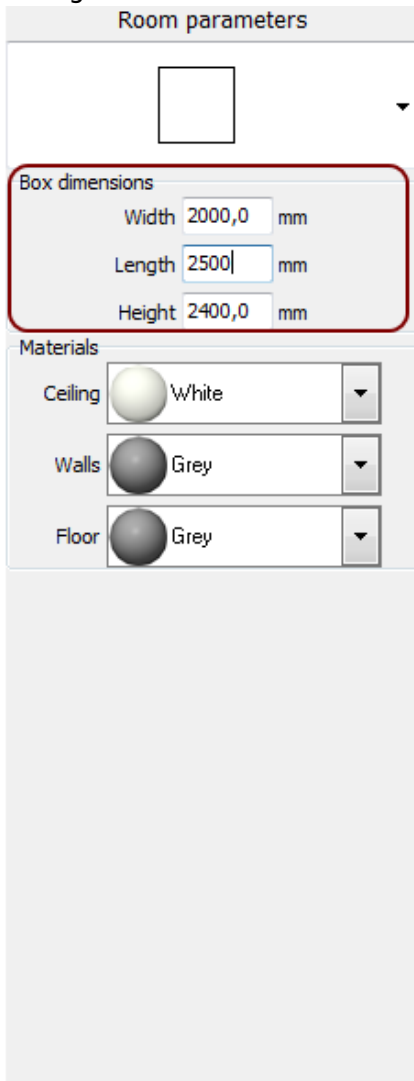 Room parameters
Box dimensions
Width 2000,0 mm
Length 2500 mm
Height 2400,0 mm
Materials
Ceiling White
Walls Grey
Floor Grey